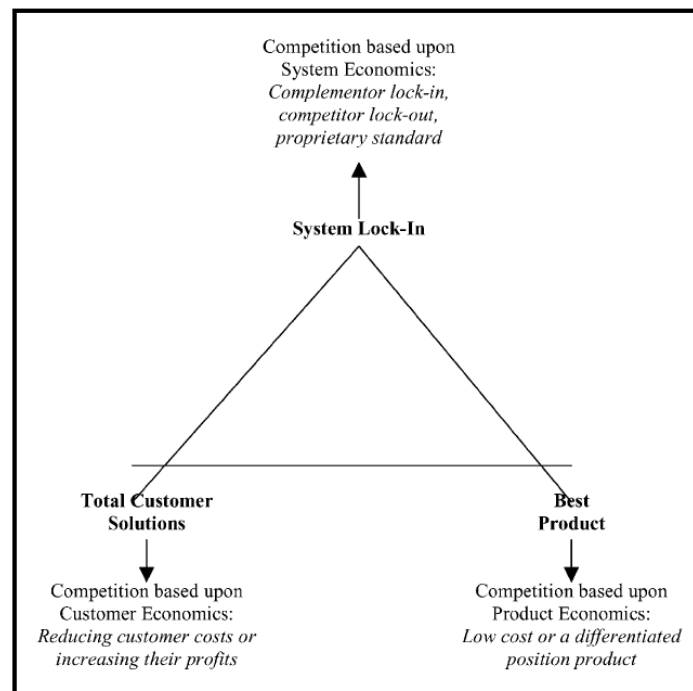 Competition based upon
System Economics:
Complementor lock-in,
competitor lock-out,
proprietary standard
System Lock-In
Total Customer
Solutions
Best
Product
Competition based upon
Customer Economics:
Reducing customer costs or
increasing their profits
Competition based upon
Product Economics:
Low cost or a differentiated
position product